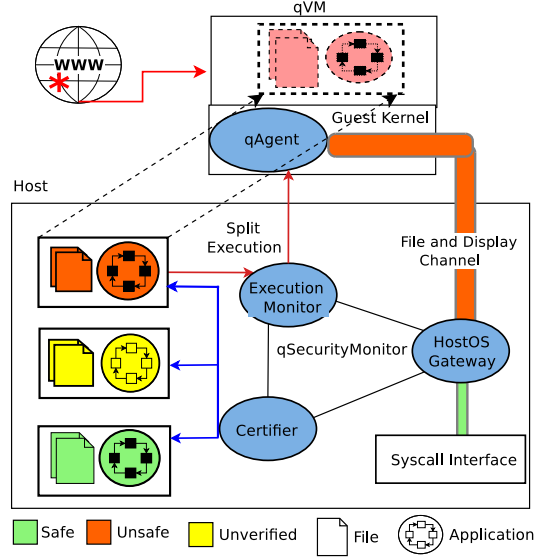 qVM
WWW
*
Guest Kernel
qAgent
Host
Split
Execution
File and Display
Channel
Execution
Monitor
qSecurityMonitor
HostOS
Gateway
Certifier
Syscall Interface
Safe
Unsafe
Unverified
File
Application